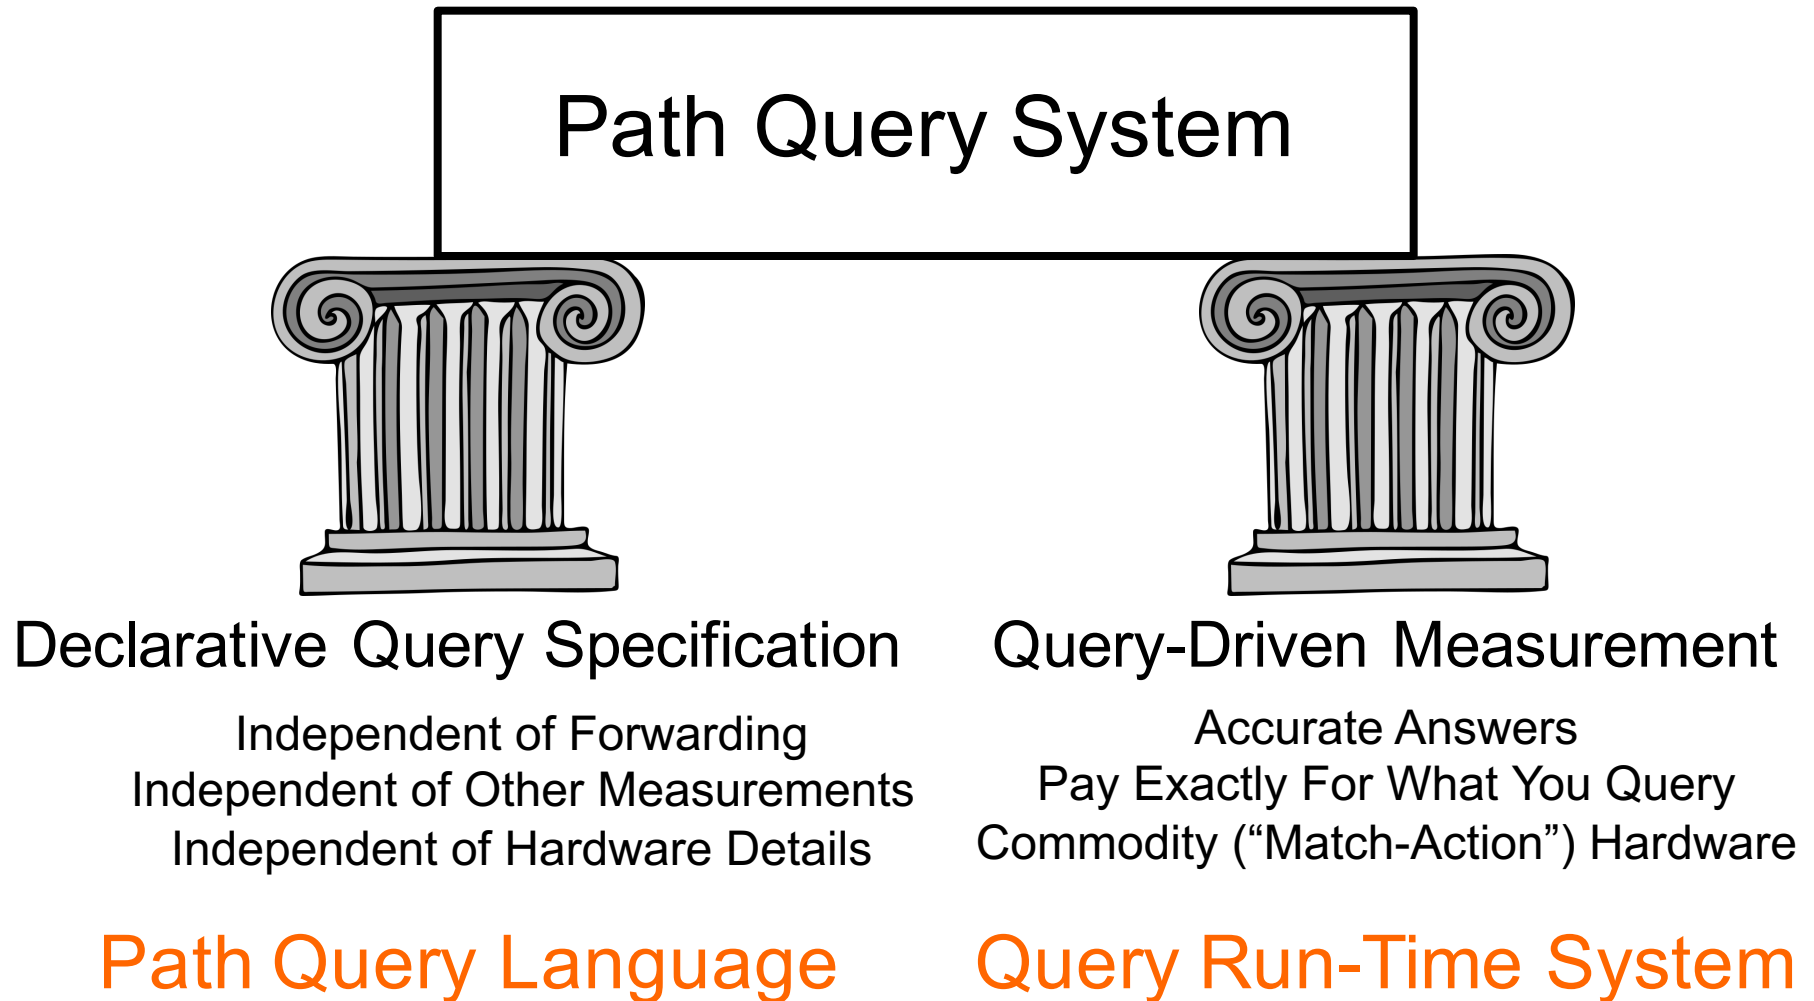 Path Query System
Declarative Query Specification
Independent of Forwarding
Independent of Other Measurements
Independent of Hardware Details
Path Query Language
Query-Driven Measurement
Accurate Answers
Pay Exactly For What You Query
Commodity (“Match-Action”) Hardware
Query Run-Time System